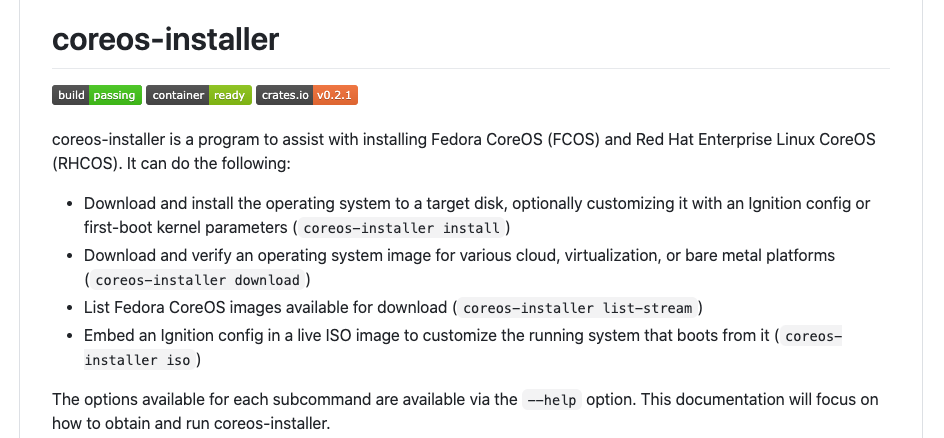 coreos-installer
build passing container ready crates.io v0.2.1
coreos-installer is a program to assist with installing Fedora CoreOS (FCOS) and Red Hat Enterprise Linux CoreOS
(RHCOS). It can do the following:
• Download and install the operating system to a target disk, optionally customizing it with an Ignition config or
first-boot kernel parameters ( coreos-installer install )
• Download and verify an operating system image for various cloud, virtualization, or bare metal platforms
( coreos-installer download )
• List Fedora CoreOS images available for download ( coreos-installer list-stream )
• Embed an Ignition config in a live ISO image to customize the running system that boots from it ( coreos-
installer iso )
The options available for each subcommand are available via the --help option. This documentation will focus on
how to obtain and run coreos-installer.